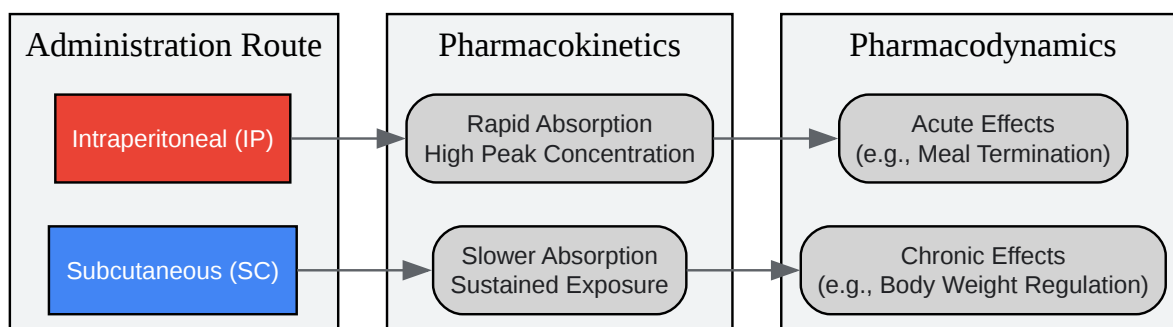 Administration Route
Intraperitoneal (IP)
Subcutaneous (SC)
Pharmacokinetics
Rapid Absorption
High Peak Concentration
Slower Absorption
Sustained Exposure
Pharmacodynamics
Acute Effects
(e.g., Meal Termination)
Chronic Effects
(e.g., Body Weight Regulation)